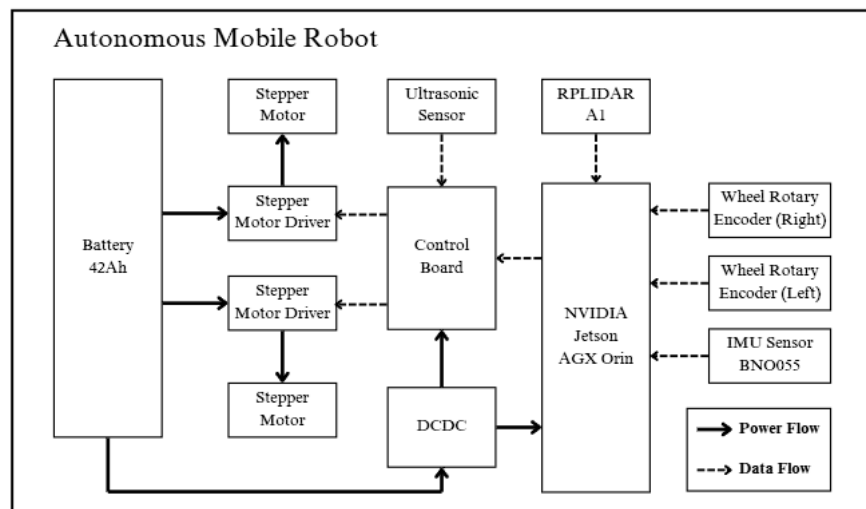 Autonomous Mobile Robot
Stepper
Motor
Ultrasonic
Sensor
RPLIDAR
A1
Battery
42Ah
Stepper
Motor Driver
Stepper
Motor Driver
Stepper
Motor
Control
Board
DCDC
NVIDIA
Jetson
AGX Orin
Wheel Rotary
Encoder (Right)
Wheel Rotary
Encoder (Left)
IMU Sensor
BNO055
Power Flow
Data Flow